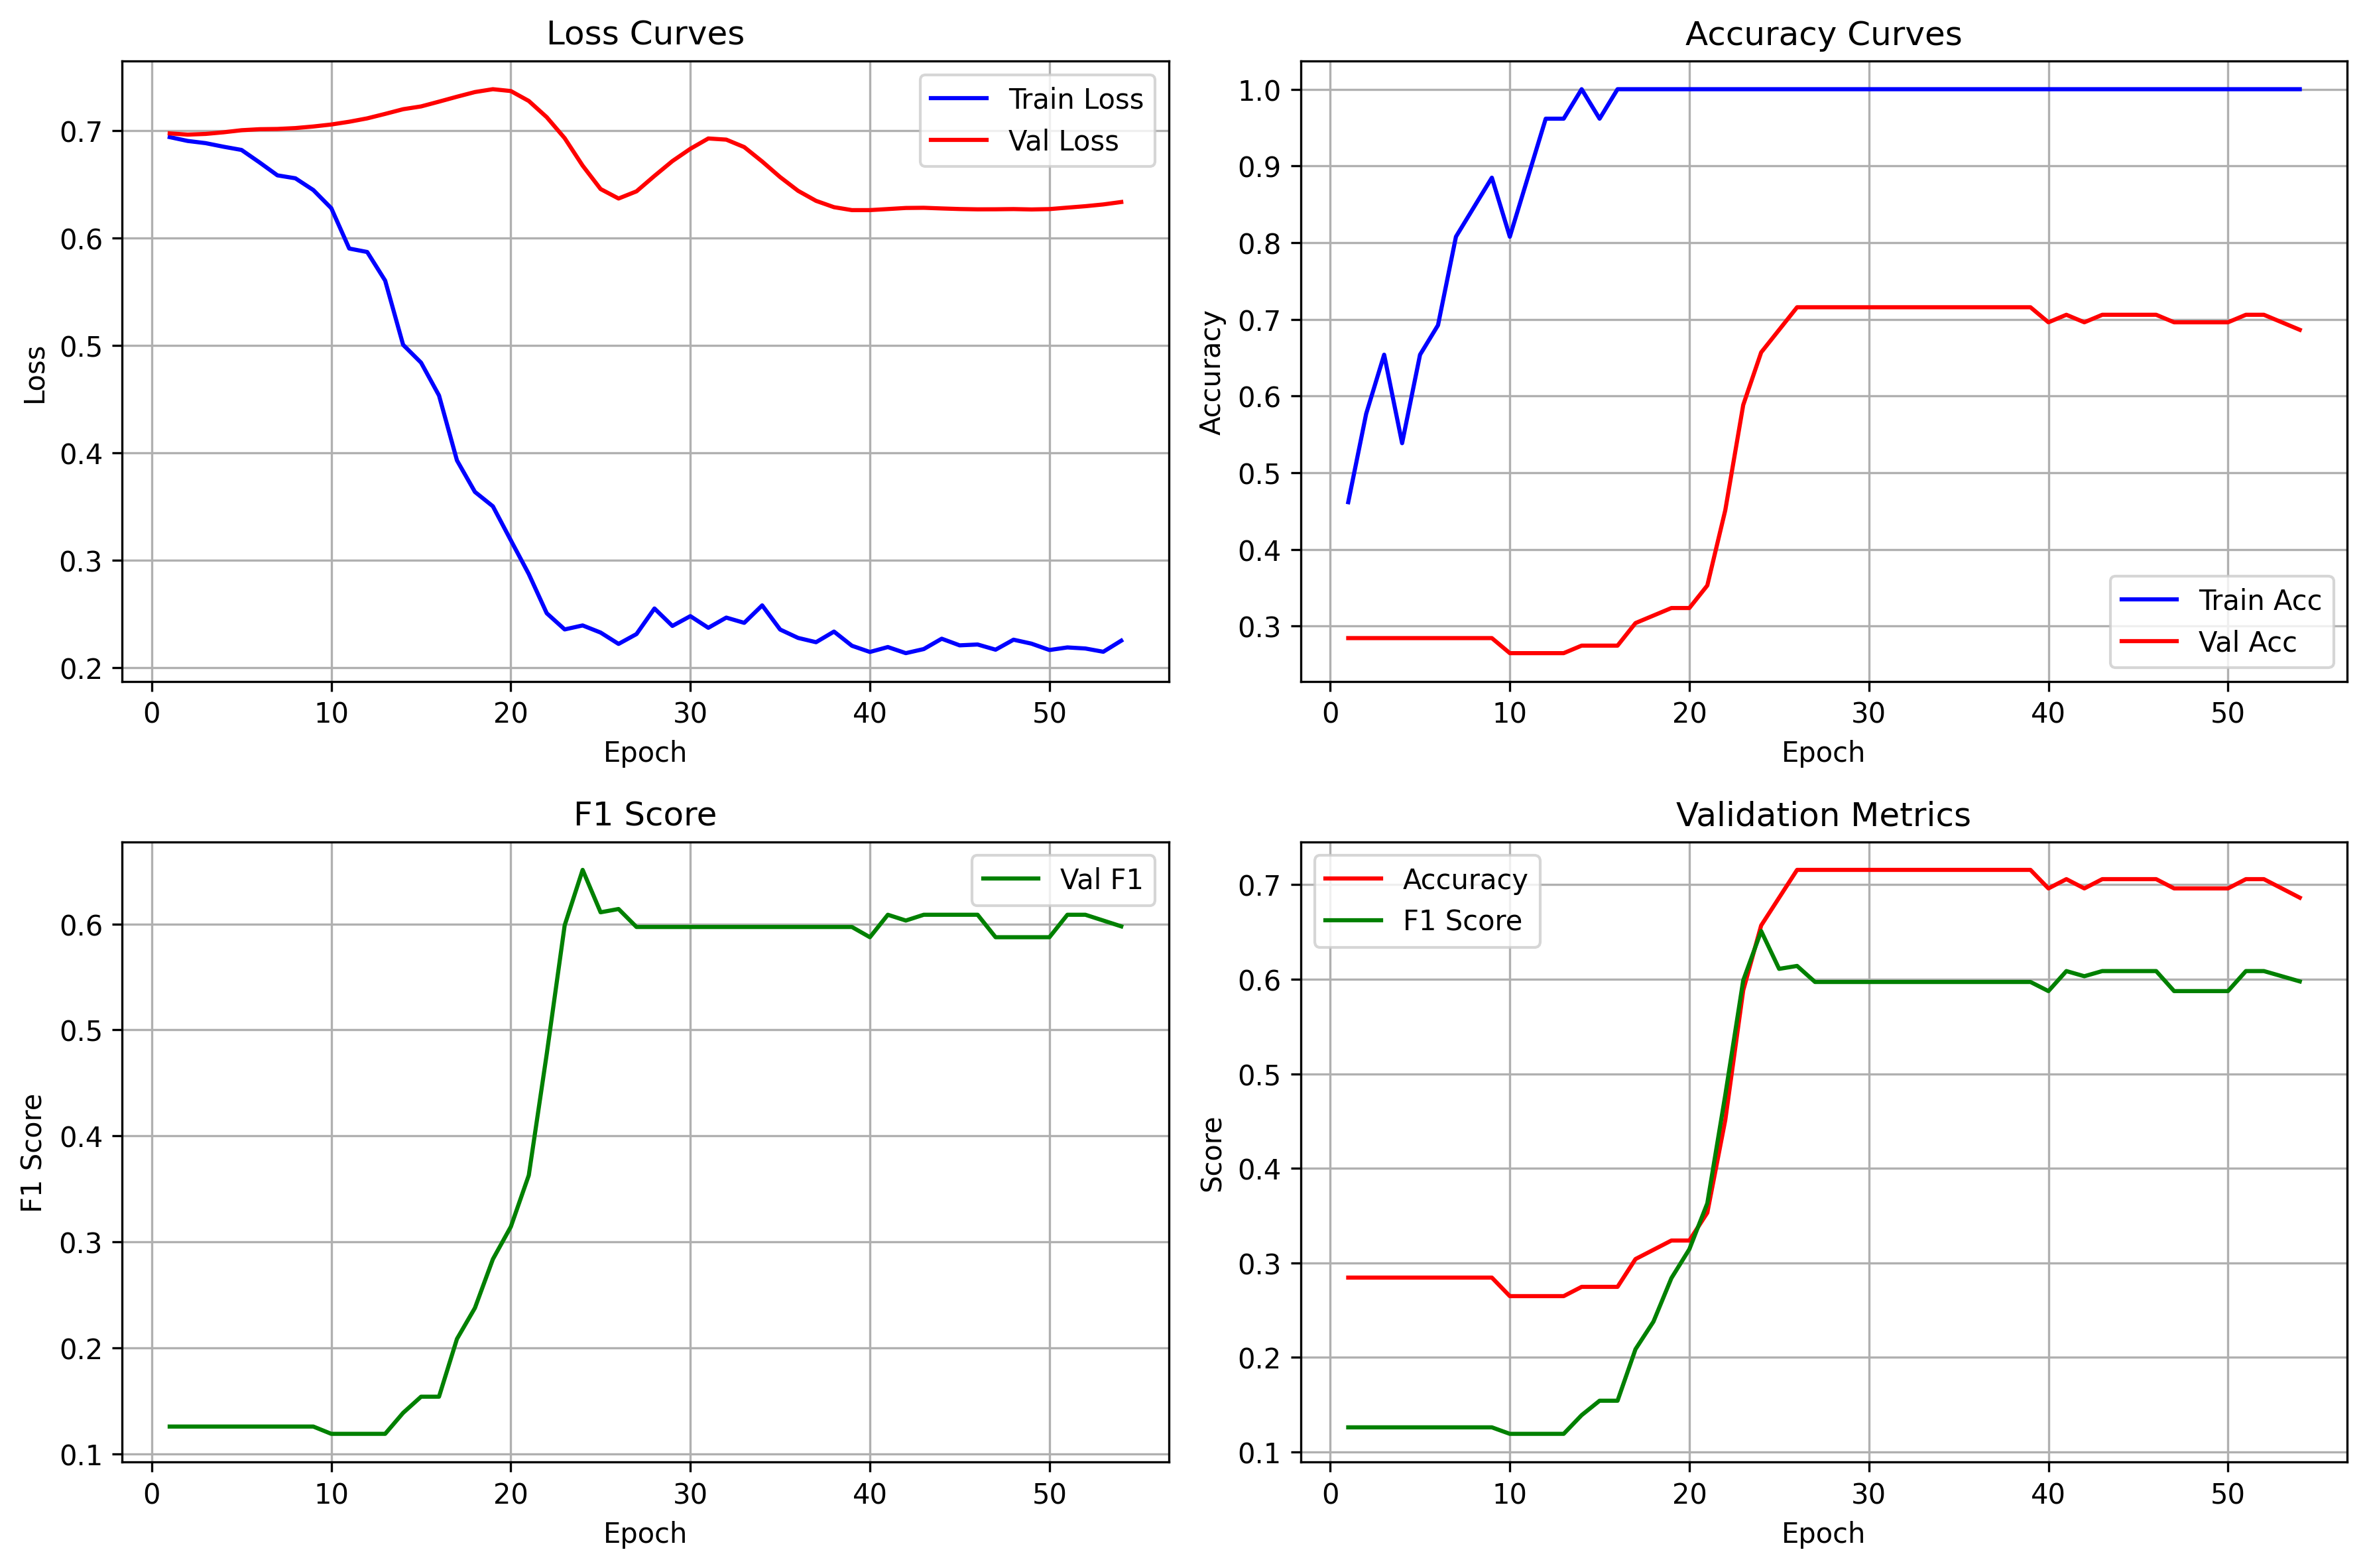 Loss Curves
Loss
0.7
0.6
0.5
0.4
0.3
0.2
Train Loss
Val Loss
0 10 20 30 40 50
Epoch
Accuracy Curves
Accuracy
1.0
0.9
0.8
0.7
0.6
0.5
0.4
0.3
Train Acc
Val Acc
0 10 20 30 40 50
Epoch
F1 Score
F1 Score
0.6
0.5
0.4
0.3
0.2
0.1
Val F1
0 10 20 30 40 50
Epoch
Validation Metrics
Score
0.7
0.6
0.5
0.4
0.3
0.2
0.1
Accuracy
F1 Score
0 10 20 30 40 50
Epoch